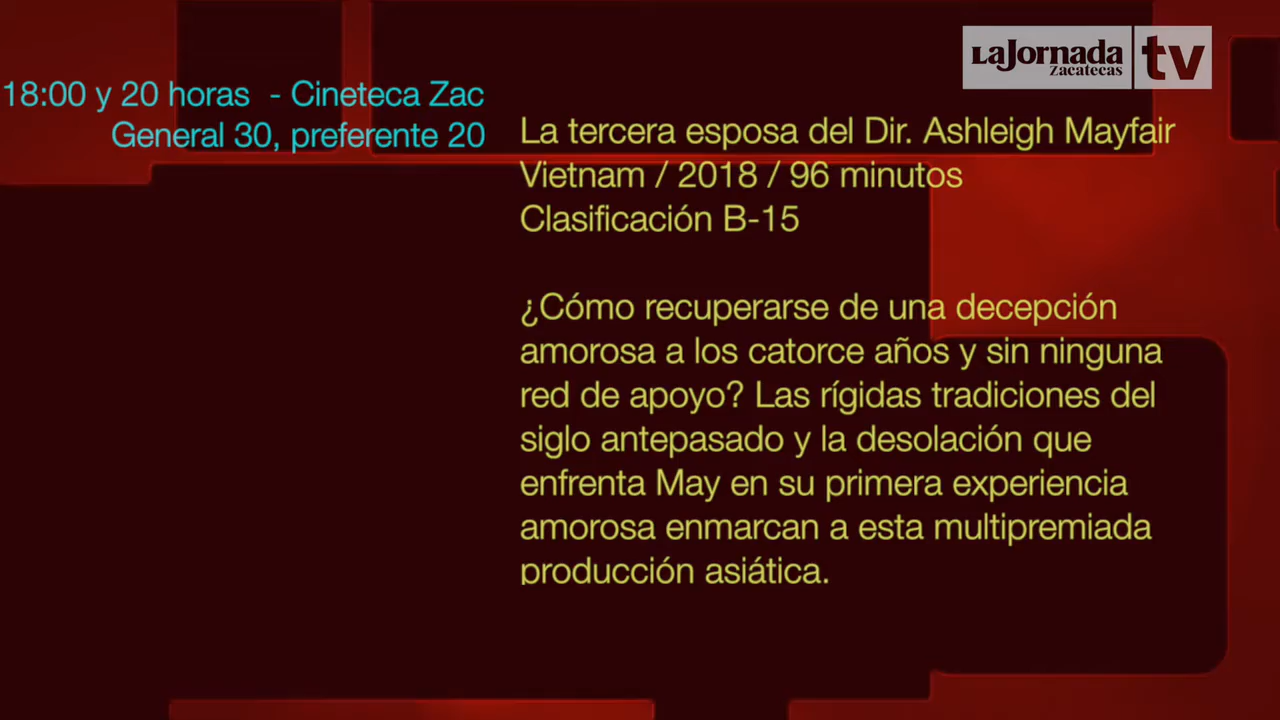 LaJornada
Zacatecas
tv
18:00 y 20 horas - Cineteca Zac
General 30, preferente 20
La tercera esposa del Dir. Ashleigh Mayfair
Vietnam / 2018 / 96 minutos
Clasificación B-15
¿Cómo recuperarse de una decepción
amorosa a los catorce años y sin ninguna
red de apoyo? Las rígidas tradiciones del
siglo antepasado y la desolación que
enfrenta May en su primera experiencia
amorosa enmarcan a esta multipremiada
producción asiática.